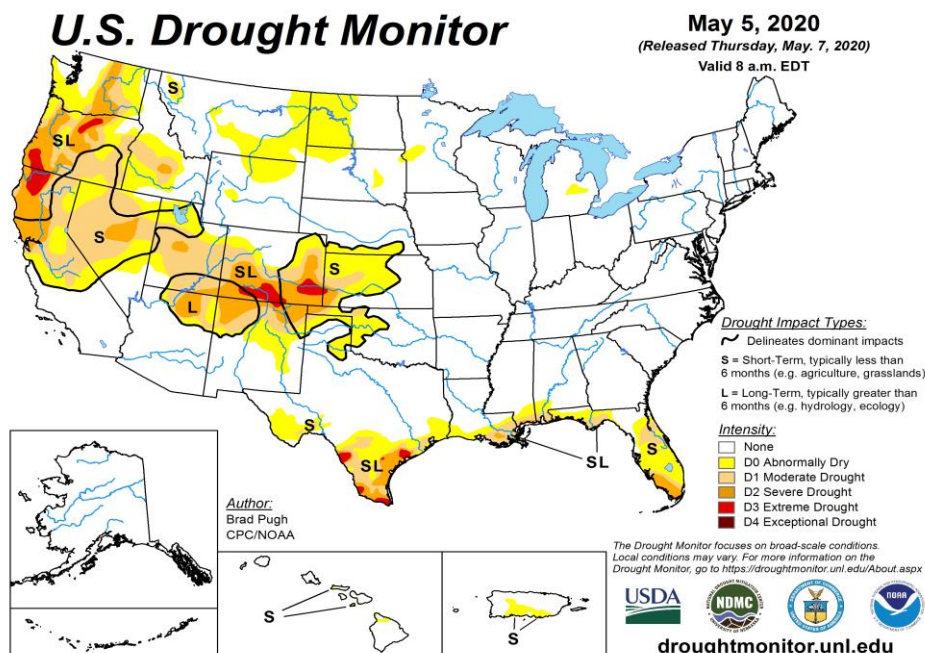 U.S. Drought Monitor
May 5, 2020
(Released Thursday, May. 7, 2020)
Valid 8 a.m. EDT
S
SL
S
SL
S
L
S
SL
S
SL
Drought Impact Types:
Delineates dominant impacts
S = Short-Term, typically less than
6 months (e.g. agriculture, grasslands)
L = Long-Term, typically greater than
6 months (e.g. hydrology, ecology)
Intensity:
None
D0 Abnormally Dry
D1 Moderate Drought
D2 Severe Drought
D3 Extreme Drought
D4 Exceptional Drought
Author:
Brad Pugh
CPC/NOAA
S
S
The Drought Monitor focuses on broad-scale conditions.
Local conditions may vary. For more information on the
Drought Monitor, go to https://droughtmonitor.unl.edu/About.aspx
USDA
NDMC
NOAA
droughtmonitor.unl.edu